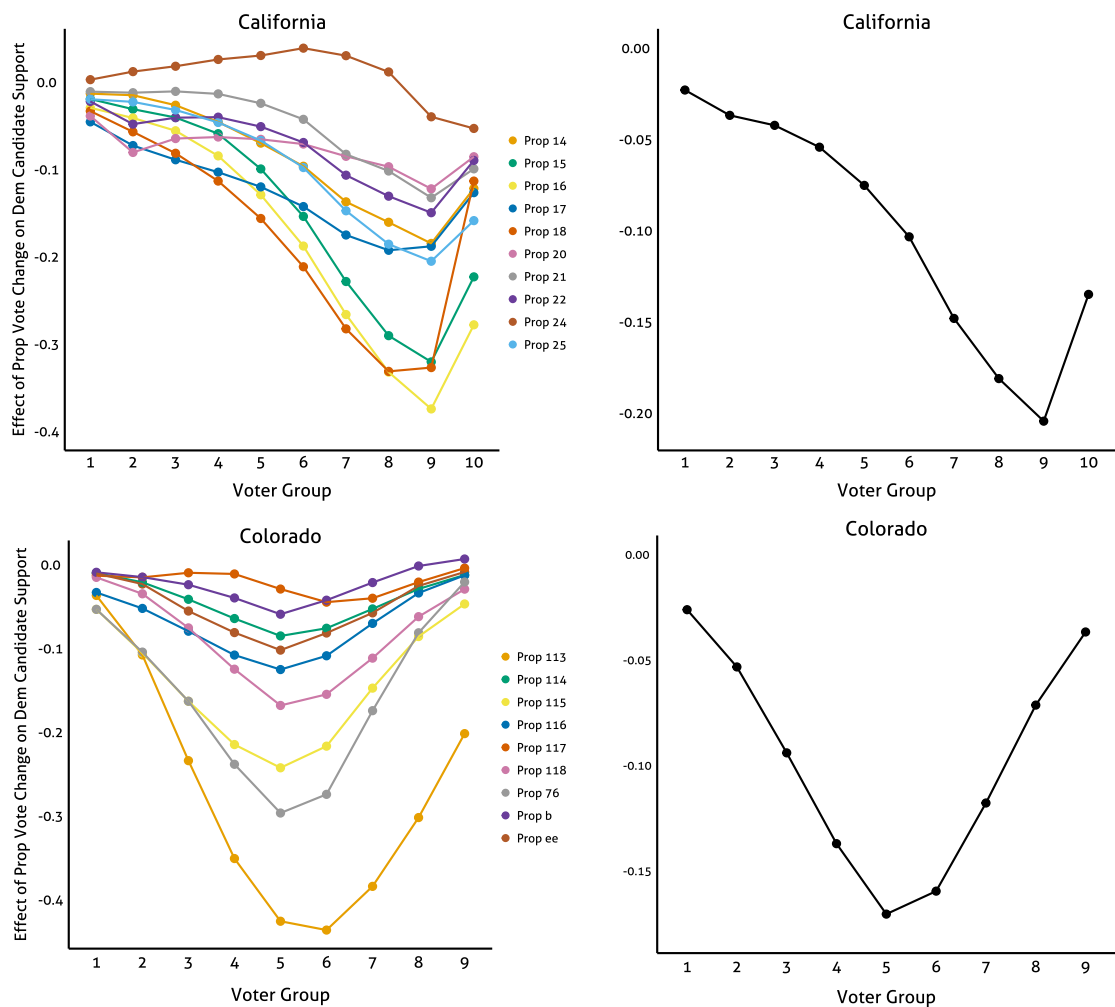 California
Effect of Prop Vote Change on Dem Candidate Support
0.0
-0.1
-0.2
-0.3
-0.4
1 2 3 4 5 6 7 8 9 10
Voter Group
Prop 14
Prop 15
Prop 16
Prop 17
Prop 18
Prop 20
Prop 21
Prop 22
Prop 24
Prop 25
California
0.00
-0.05
-0.10
-0.15
-0.20
1 2 3 4 5 6 7 8 9 10
Voter Group
Colorado
Effect of Prop Vote Change on Dem Candidate Support
0.0
-0.1
-0.2
-0.3
-0.4
1 2 3 4 5 6 7 8 9
Voter Group
Prop 113
Prop 114
Prop 115
Prop 116
Prop 117
Prop 118
Prop 76
Prop b
Prop ee
Colorado
0.00
-0.05
-0.10
-0.15
1 2 3 4 5 6 7 8 9
Voter Group